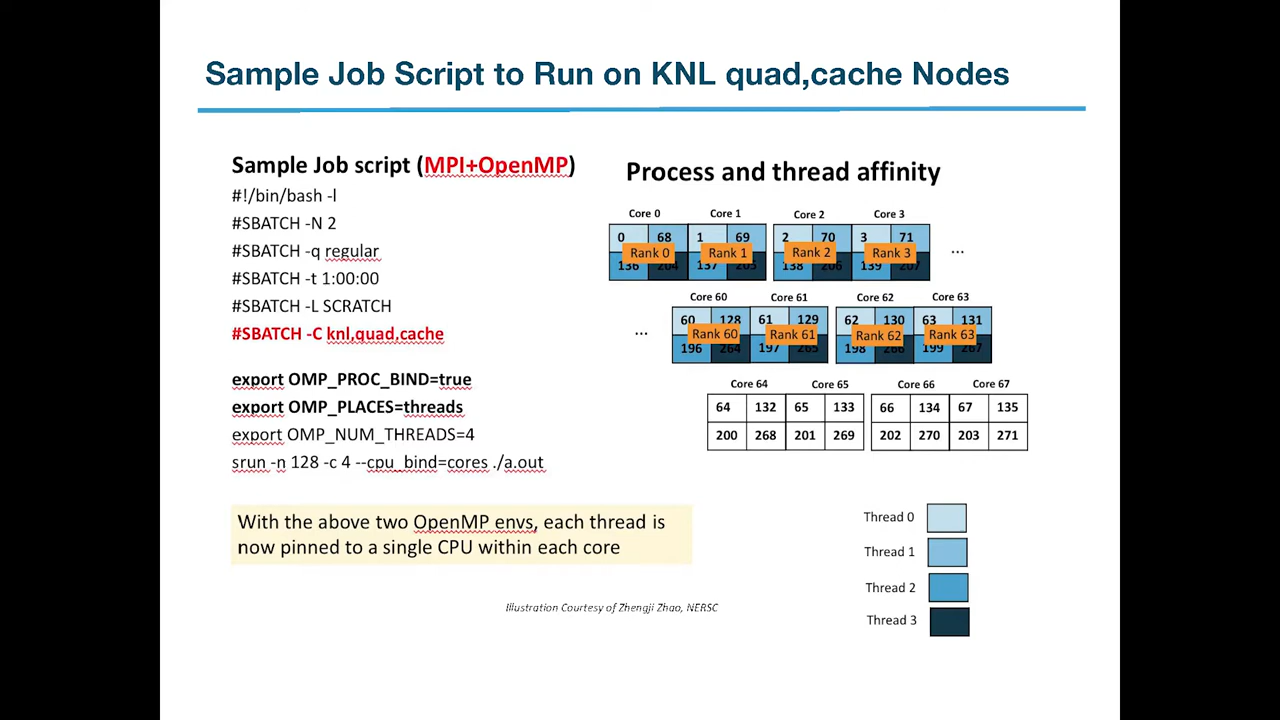 Sample Job Script to Run on KNL quad,cache Nodes
Sample Job script (MPI+OpenMP)
#!/bin/bash -l
#SBATCH -N 2
#SBATCH -q regular
#SBATCH -t 1:00:00
#SBATCH -L SCRATCH
#SBATCH -C knl,quad,cache
export OMP_PROC_BIND=true
export OMP_PLACES=threads
export OMP_NUM_THREADS=4
srun -n 128 -c 4 --cpu_bind=cores ./a.out
With the above two OpenMP envs, each thread is
now pinned to a single CPU within each core
Process and thread affinity
Core 0 Core 1 Core 2 Core 3
0 68 1 69 2 70 3 71
Rank 0 Rank 1 Rank 2 Rank 3 ...
136 204 137 205 138 206 139 207
Core 60 Core 61 Core 62 Core 63
60 128 61 129 62 130 63 131
... Rank 60 Rank 61 Rank 62 Rank 63
196 264 197 265 198 266 199 267
Core 64 Core 65 Core 66 Core 67
64 132 65 133 66 134 67 135
200 268 201 269 202 270 203 271
Thread 0
Thread 1
Thread 2
Thread 3
Illustration Courtesy of Zhengji Zhao, NERSC